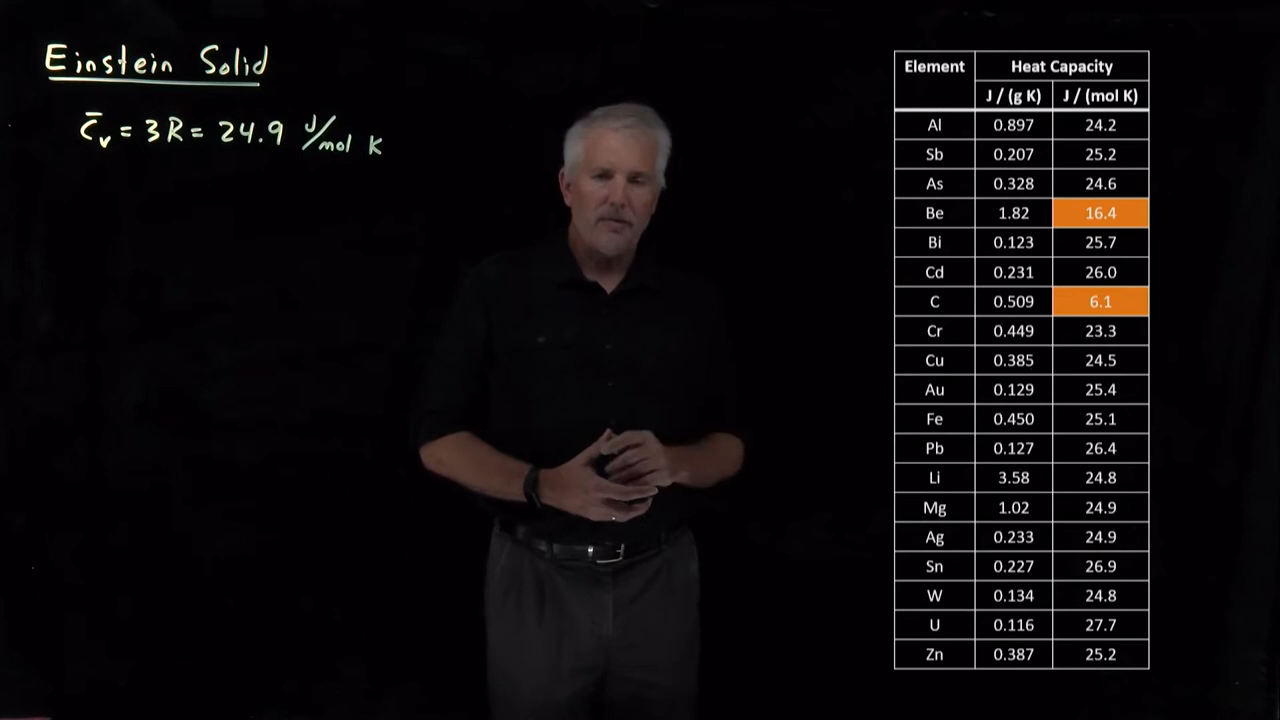 Einstein Solid
C̄ᵥ = 3R = 24.9 J/mol K
Element Heat Capacity
J / (g K) J / (mol K)
Al 0.897 24.2
Sb 0.207 25.2
As 0.328 24.6
Be 1.82 16.4
Bi 0.123 25.7
Cd 0.231 26.0
C 0.509 6.1
Cr 0.449 23.3
Cu 0.385 24.5
Au 0.129 25.4
Fe 0.450 25.1
Pb 0.127 26.4
Li 3.58 24.8
Mg 1.02 24.9
Ag 0.233 24.9
Sn 0.227 26.9
W 0.134 24.8
U 0.116 27.7
Zn 0.387 25.2